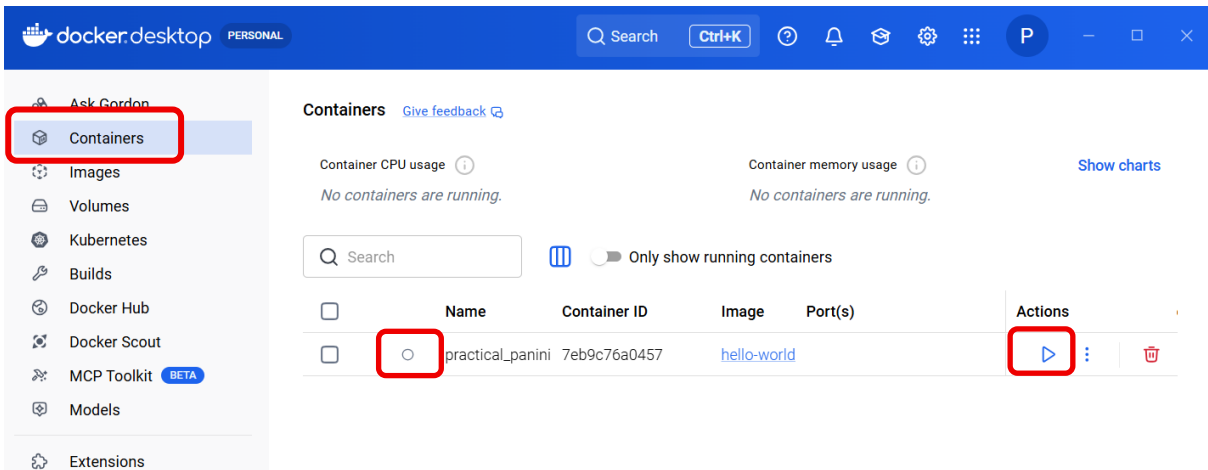 docker.desktop PERSONAL Search Ctrl+K P
Ask Gordon
Containers
Images
Volumes
Kubernetes
Builds
Docker Hub
Docker Scout
MCP Toolkit BETA
Models
Extensions
Containers Give feedback
Container CPU usage Container memory usage Show charts
No containers are running. No containers are running.
Search Only show running containers
Name Container ID Image Port(s) Actions
practical_panini 7eb9c76a0457 hello-world